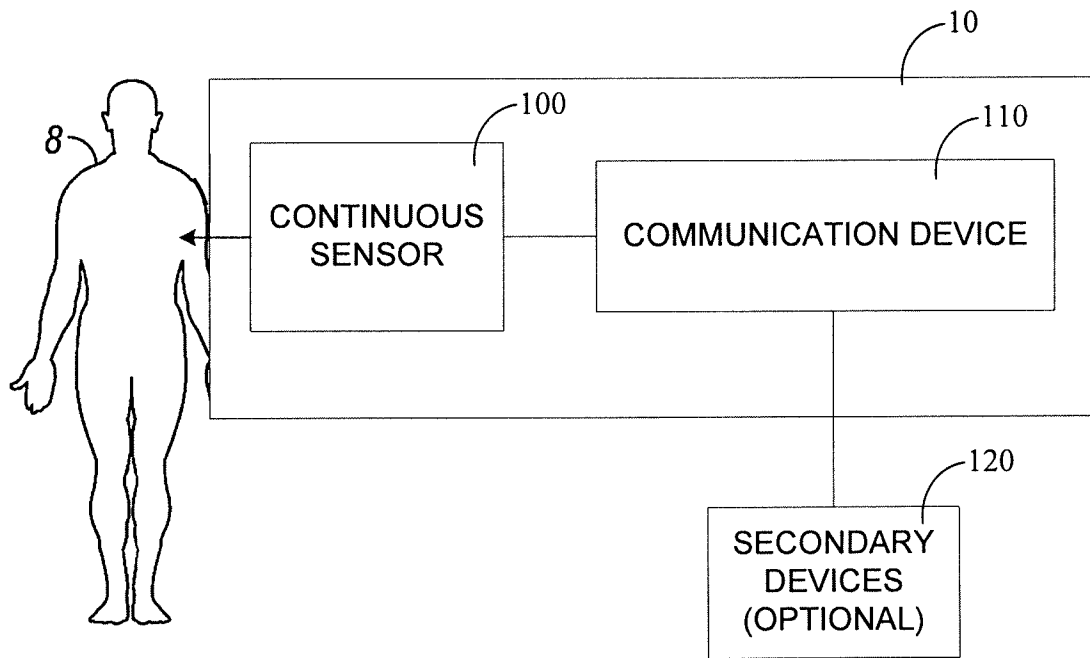 10
100
110
8
CONTINUOUS
SENSOR
COMMUNICATION DEVICE
120
SECONDARY
DEVICES
(OPTIONAL)